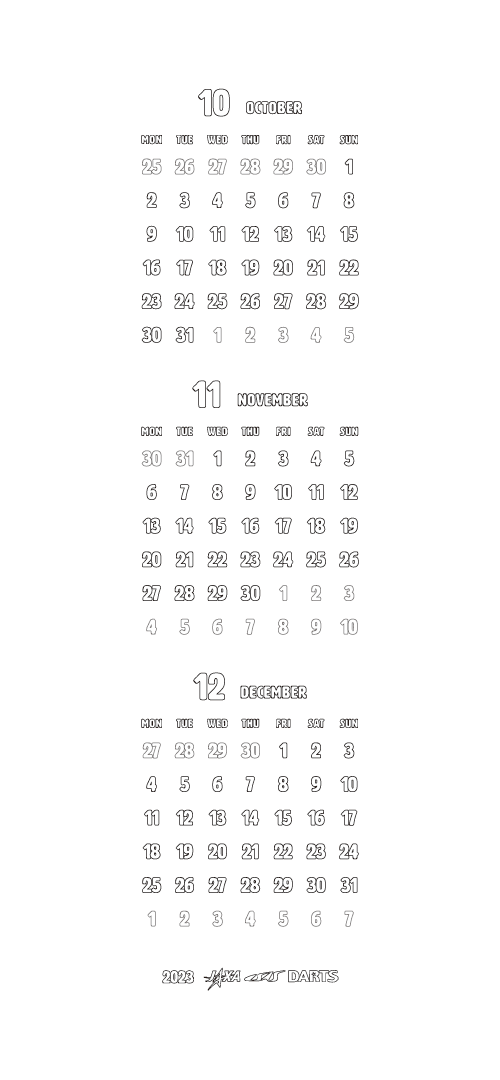 10 OCTOBER
MON TUE WED THU FRI SAT SUN
25 26 27 28 29 30 1
2 3 4 5 6 7 8
9 10 11 12 13 14 15
16 17 18 19 20 21 22
23 24 25 26 27 28 29
30 31 1 2 3 4 5
11 NOVEMBER
MON TUE WED THU FRI SAT SUN
30 31 1 2 3 4 5
6 7 8 9 10 11 12
13 14 15 16 17 18 19
20 21 22 23 24 25 26
27 28 29 30 1 2 3
4 5 6 7 8 9 10
12 DECEMBER
MON TUE WED THU FRI SAT SUN
27 28 29 30 1 2 3
4 5 6 7 8 9 10
11 12 13 14 15 16 17
18 19 20 21 22 23 24
25 26 27 28 29 30 31
1 2 3 4 5 6 7
2023 JAXA DARTS